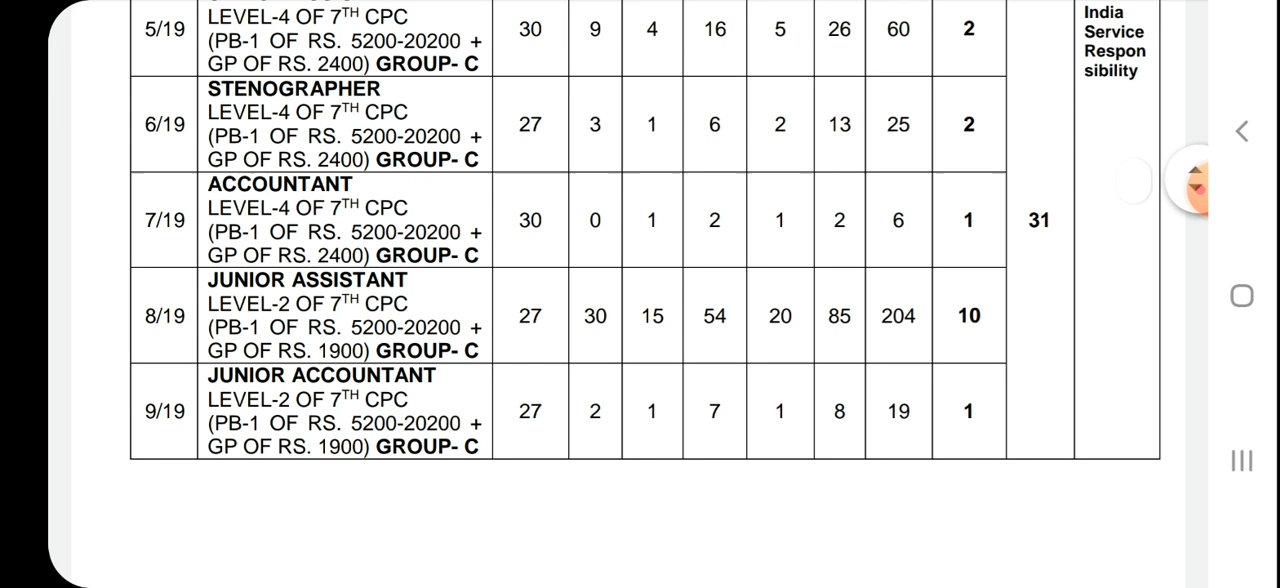 5/19 LEVEL-4 OF 7TH CPC 30 9 4 16 5 26 60 2
(PB-1 OF RS. 5200-20200 +
GP OF RS. 2400) GROUP- C
India
Service
Respon
sibility
STENOGRAPHER
6/19 LEVEL-4 OF 7TH CPC 27 3 1 6 2 13 25 2
(PB-1 OF RS. 5200-20200 +
GP OF RS. 2400) GROUP- C
ACCOUNTANT
7/19 LEVEL-4 OF 7TH CPC 30 0 1 2 1 2 6 1 31
(PB-1 OF RS. 5200-20200 +
GP OF RS. 2400) GROUP- C
JUNIOR ASSISTANT
8/19 LEVEL-2 OF 7TH CPC 27 30 15 54 20 85 204 10
(PB-1 OF RS. 5200-20200 +
GP OF RS. 1900) GROUP- C
JUNIOR ACCOUNTANT
9/19 LEVEL-2 OF 7TH CPC 27 2 1 7 1 8 19 1
(PB-1 OF RS. 5200-20200 +
GP OF RS. 1900) GROUP- C